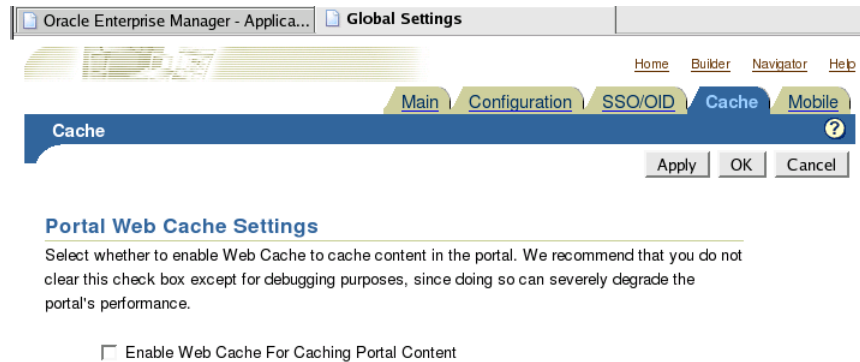 Oracle Enterprise Manager - Applica... Global Settings
Home Builder Navigator Help
Main Configuration SSO/OID Cache Mobile
Cache ?
Apply OK Cancel
Portal Web Cache Settings
Select whether to enable Web Cache to cache content in the portal. We recommend that you do not
clear this check box except for debugging purposes, since doing so can severely degrade the
portal's performance.
Enable Web Cache For Caching Portal Content